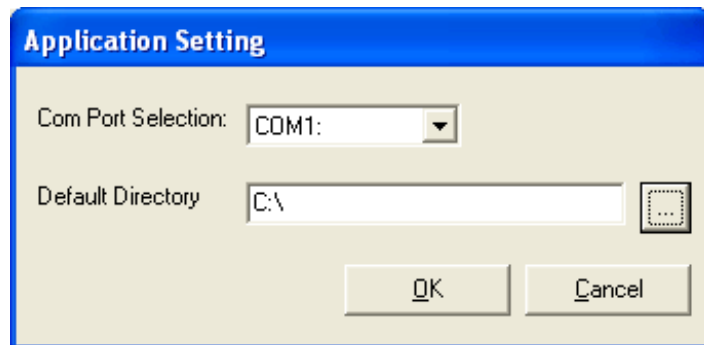 Application Setting
Com Port Selection: COM1:
Default Directory C:\ ...
OK Cancel